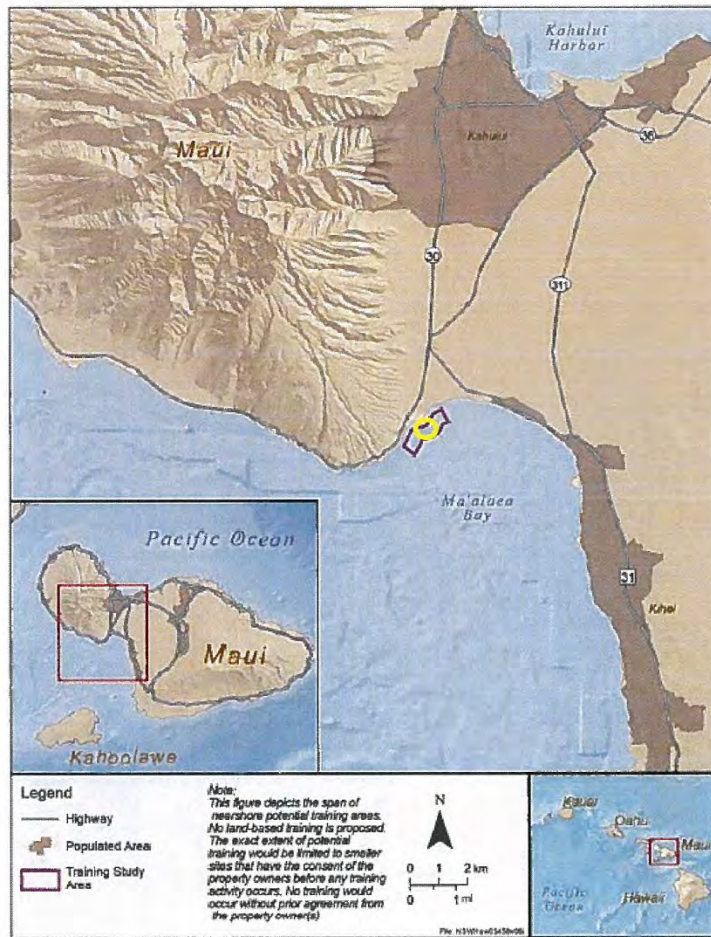 Kahului
Harbor
Maui
Kahului
36
30
311
Ma'alaea
Bay
31
Kihei
Pacific Ocean
Maui
Kahoolawe
Legend
Highway
Populated Area
Training Study
Area
Note:
This figure depicts the span of
nearshore potential training areas.
No land-based training is proposed.
The exact extent of potential
training would be limited to smaller
sites that have the consent of the
property owners before any training
activity occurs. No training would
occur without prior agreement from
the property owner(s)
N
0 1 2 km
0 1 mi
Kauai
Oahu
Maui
Pacific
Ocean
Hawaii